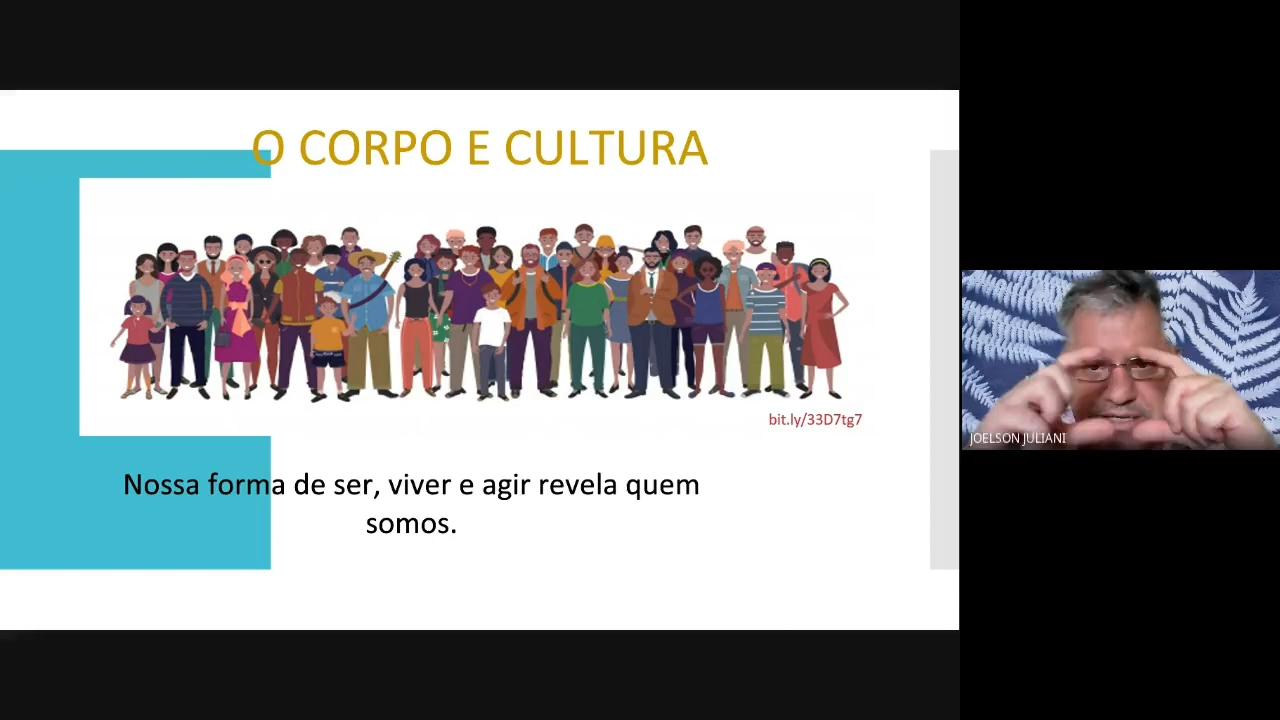 O CORPO E CULTURA
bit.ly/33D7tg7
Nossa forma de ser, viver e agir revela quem
somos.
JOELSON JULIANI